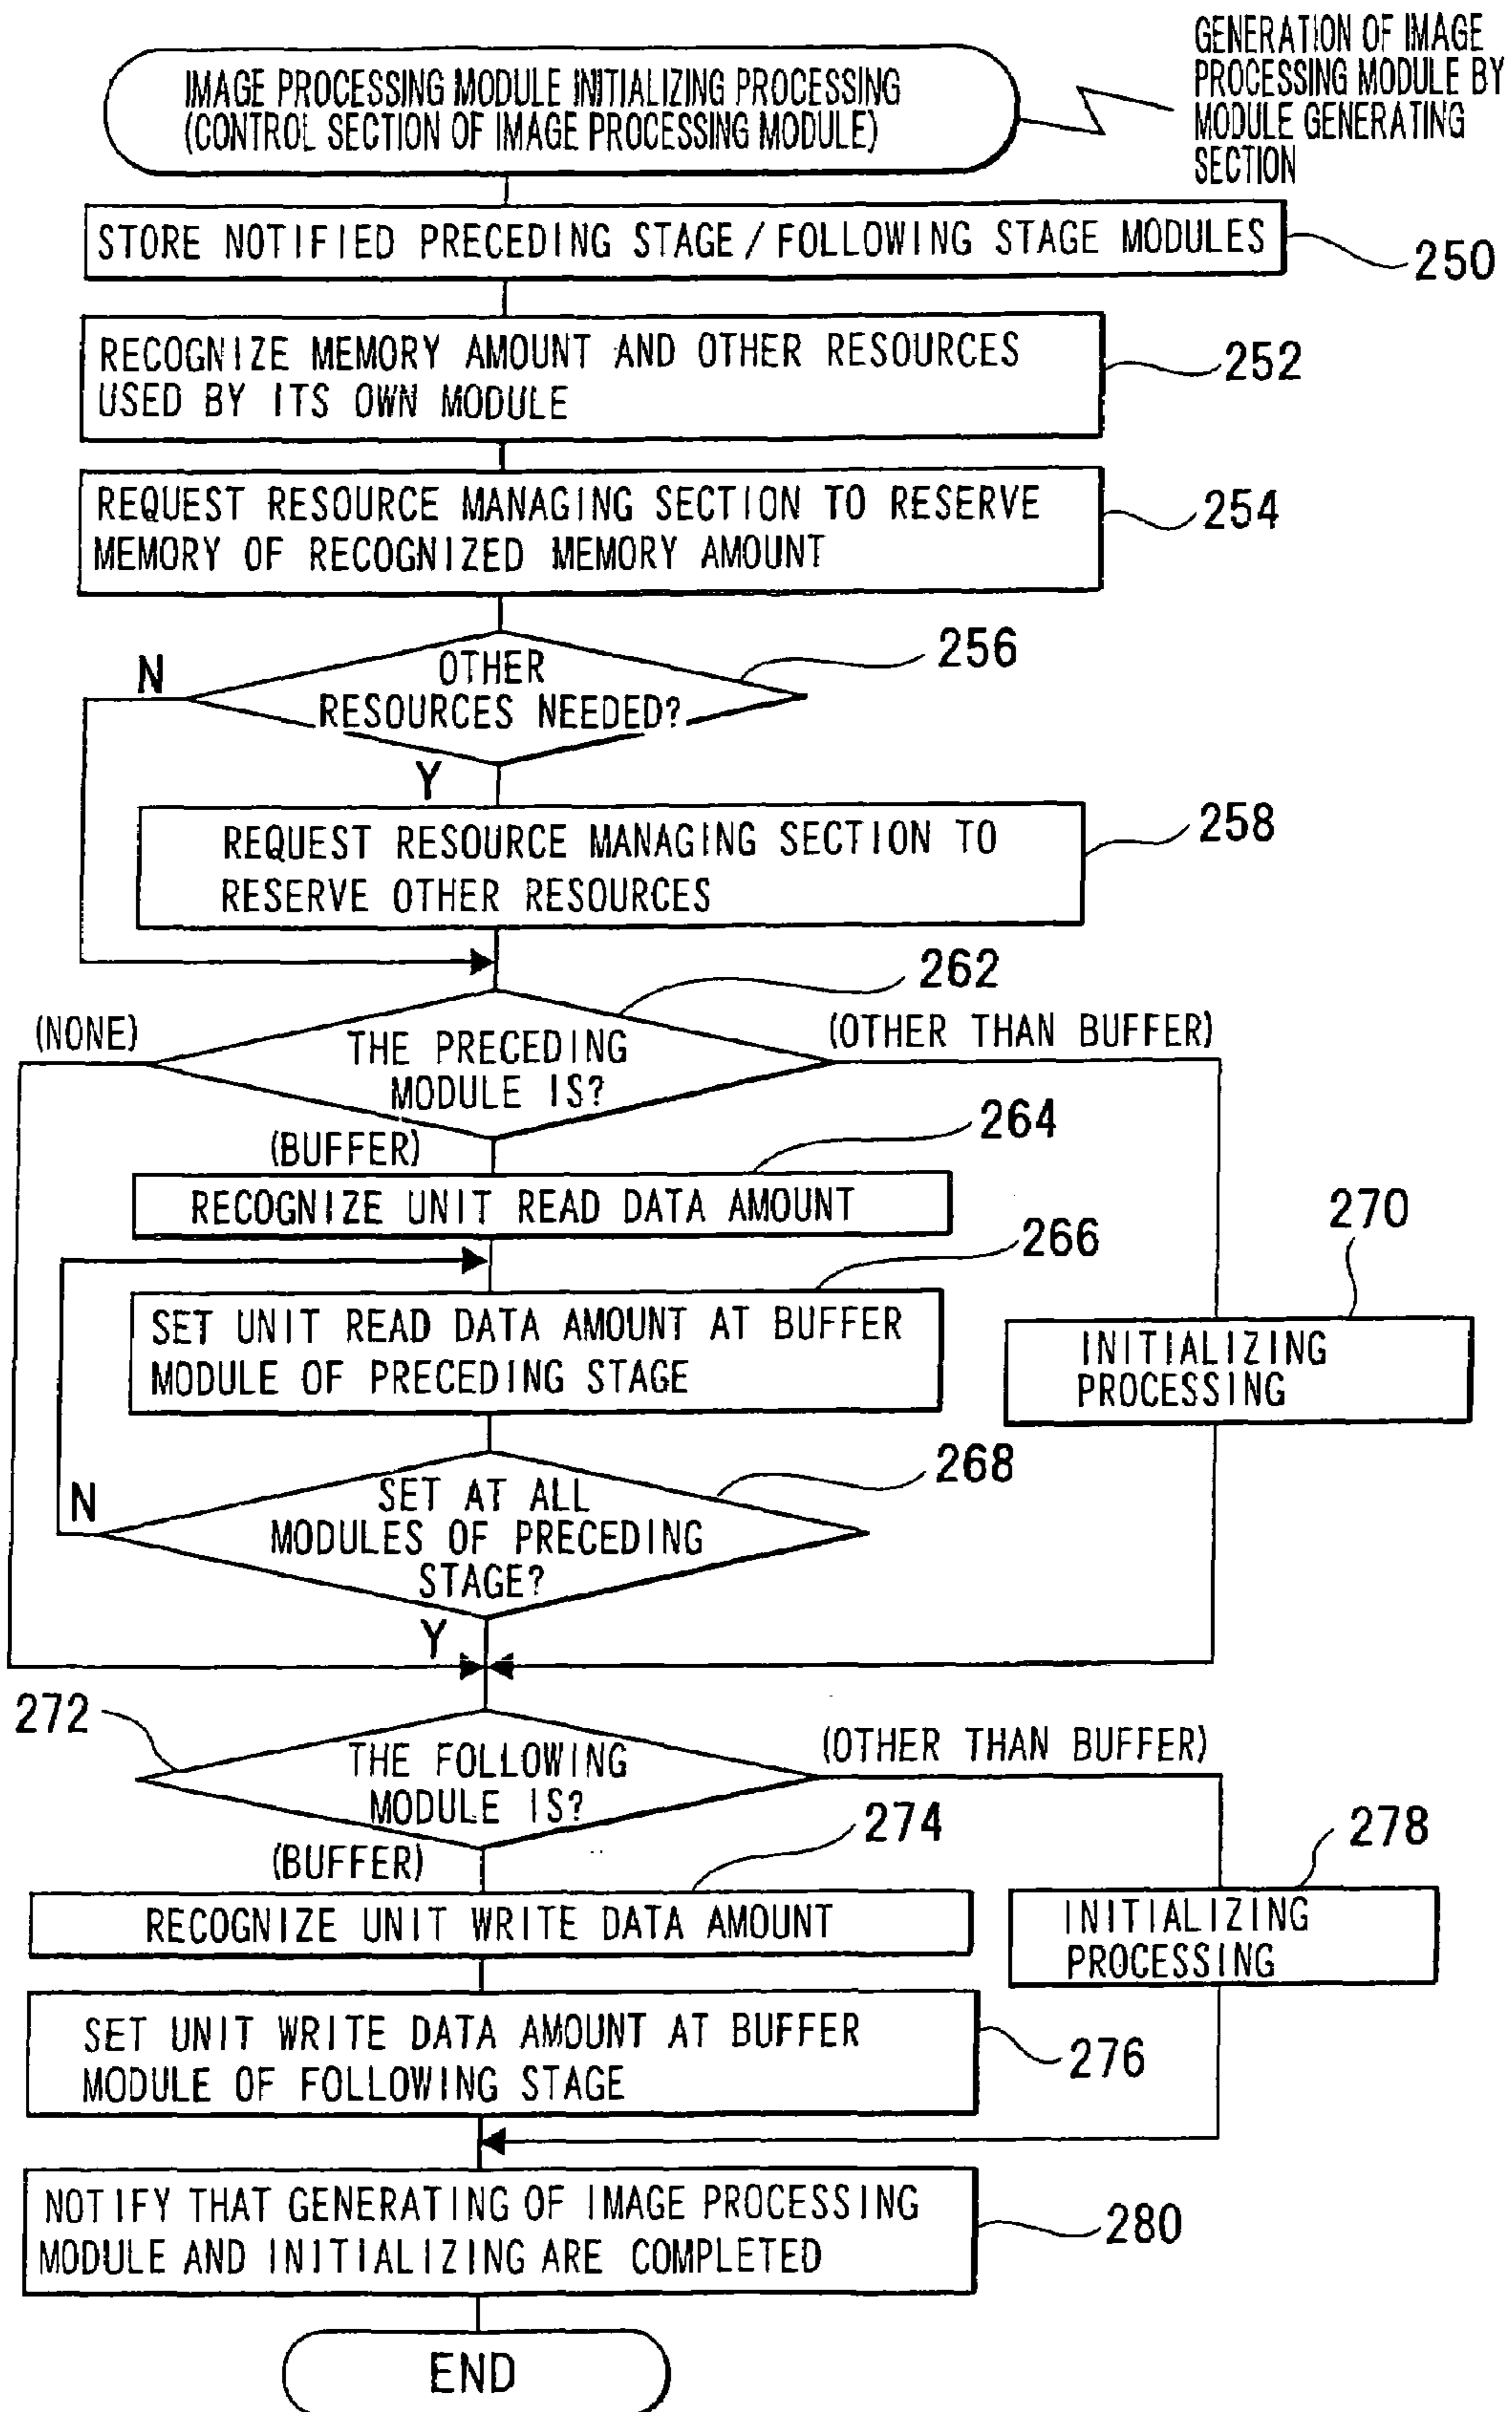 GENERATION OF IMAGE
PROCESSING MODULE BY
MODULE GENERATING
SECTION
IMAGE PROCESSING MODULE INITIALIZING PROCESSING
(CONTROL SECTION OF IMAGE PROCESSING MODULE)
STORE NOTIFIED PRECEDING STAGE/FOLLOWING STAGE MODULES
250
RECOGNIZE MEMORY AMOUNT AND OTHER RESOURCES
USED BY ITS OWN MODULE
252
REQUEST RESOURCE MANAGING SECTION TO RESERVE
MEMORY OF RECOGNIZED MEMORY AMOUNT
254
OTHER
RESOURCES NEEDED?
256
N
Y
REQUEST RESOURCE MANAGING SECTION TO
RESERVE OTHER RESOURCES
258
262
(NONE)
THE PRECEDING
MODULE IS?
(OTHER THAN BUFFER)
(BUFFER)
264
RECOGNIZE UNIT READ DATA AMOUNT
266
SET UNIT READ DATA AMOUNT AT BUFFER
MODULE OF PRECEDING STAGE
270
INITIALIZING
PROCESSING
268
SET AT ALL
MODULES OF PRECEDING
STAGE?
N
Y
272
THE FOLLOWING
MODULE IS?
(OTHER THAN BUFFER)
(BUFFER)
274
RECOGNIZE UNIT WRITE DATA AMOUNT
278
INITIALIZING
PROCESSING
SET UNIT WRITE DATA AMOUNT AT BUFFER
MODULE OF FOLLOWING STAGE
276
NOTIFY THAT GENERATING OF IMAGE PROCESSING
MODULE AND INITIALIZING ARE COMPLETED
280
END